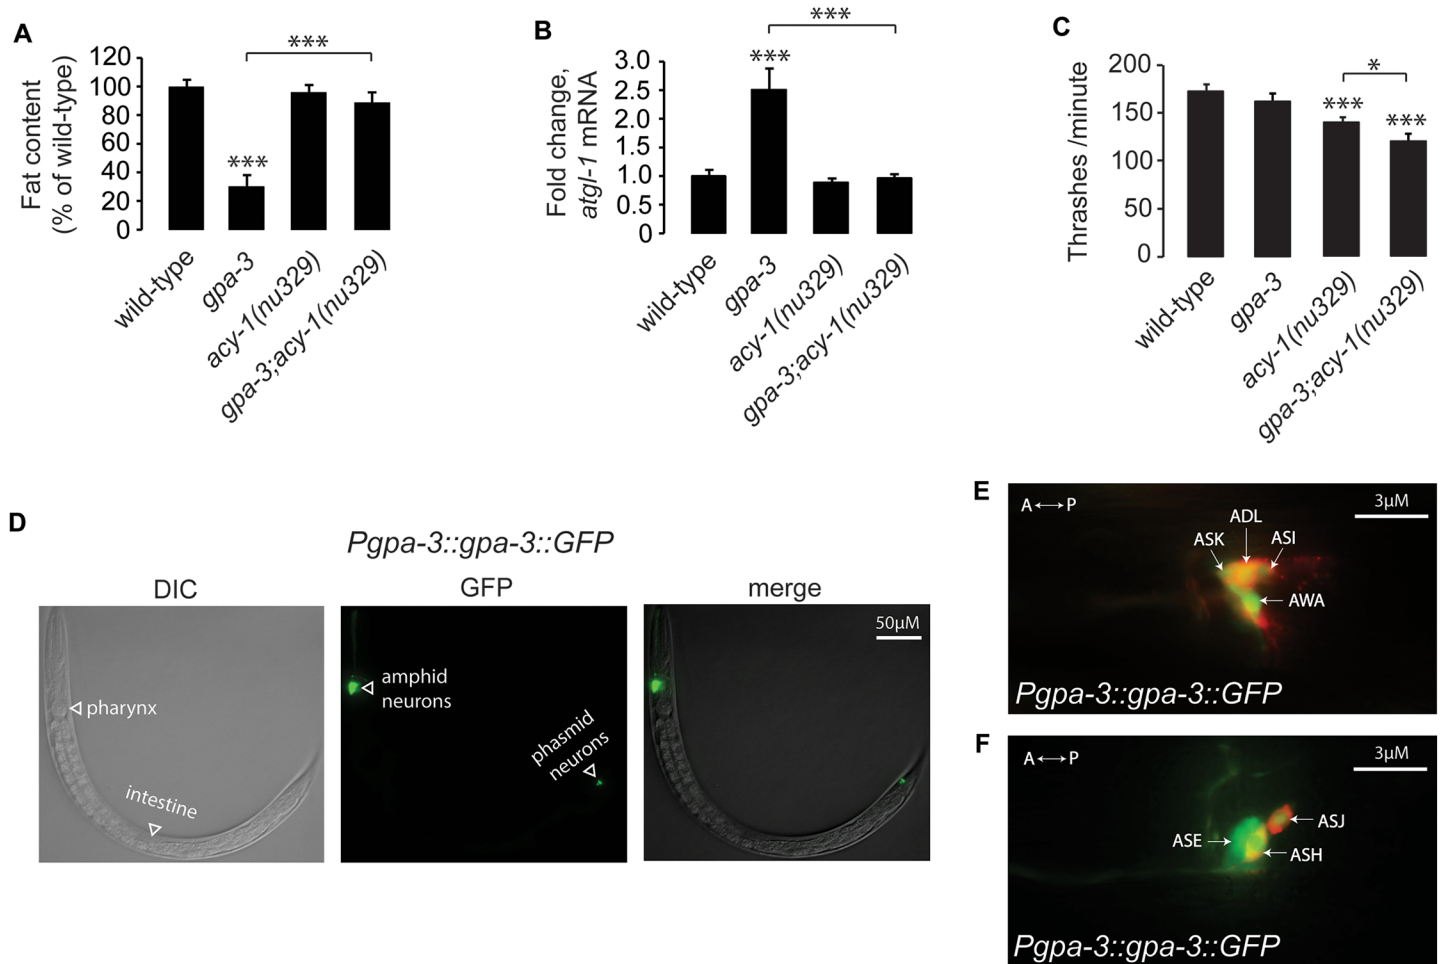 A
Fat content
(% of wild-type)
120
100
80
60
40
20
0
***
***
wild-type
gpa-3
acy-1(nu329)
gpa-3;acy-1(nu329)
B
Fold change,
atgl-1 mRNA
3.0
2.5
2.0
1.5
1.0
0.5
0
***
***
wild-type
gpa-3
acy-1(nu329)
gpa-3;acy-1(nu329)
C
Thrashes /minute
200
150
100
50
0
*
***
***
wild-type
gpa-3
acy-1(nu329)
gpa-3;acy-1(nu329)
D
Pgpa-3::gpa-3::GFP
DIC
GFP
merge
pharynx
intestine
amphid
neurons
phasmid
neurons
50µM
E
A P
3µM
ADL
ASK
ASI
AWA
Pgpa-3::gpa-3::GFP
F
A P
3µM
ASJ
ASE
ASH
Pgpa-3::gpa-3::GFP